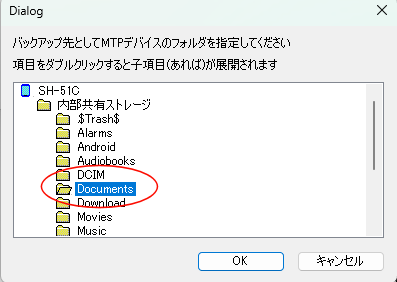 Dialog
バックアップ先としてMTPデバイスのフォルダを指定してください
項目をダブルクリックすると子項目(あれば)が展開されます
SH-51C
内部共有ストレージ
$Trash$
Alarms
Android
Audiobooks
DCIM
Documents
Download
Movies
Music
OK
キャンセル